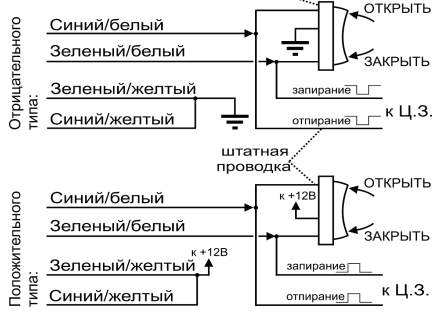 ОТКРЫТЬ
Синий/белый
Зеленый/белый
ЗАКРЫТЬ
Отрицательного
типа:
Зеленый/желтый
запирание
к Ц.З.
Синий/желтый
отпирание
штатная
проводка
Положительного
типа:
ОТКРЫТЬ
Синий/белый
к +12В
Зеленый/белый
ЗАКРЫТЬ
к +12В
Зеленый/желтый
запирание
к Ц.З.
Синий/желтый
отпирание